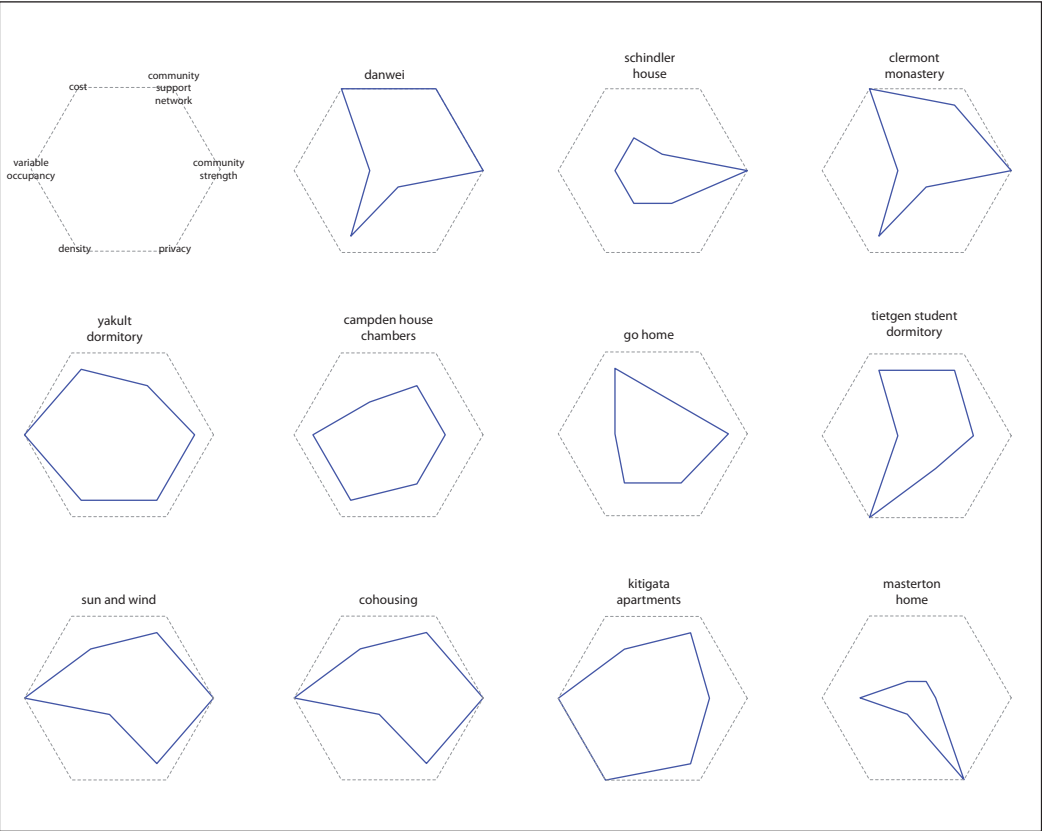 cost
community
support
network
variable
occupancy
community
strength
density
privacy
danwei
schindler
house
clermont
monastery
yakult
dormitory
campden house
chambers
go home
tietgen student
dormitory
sun and wind
cohousing
kitigata
apartments
masterton
home